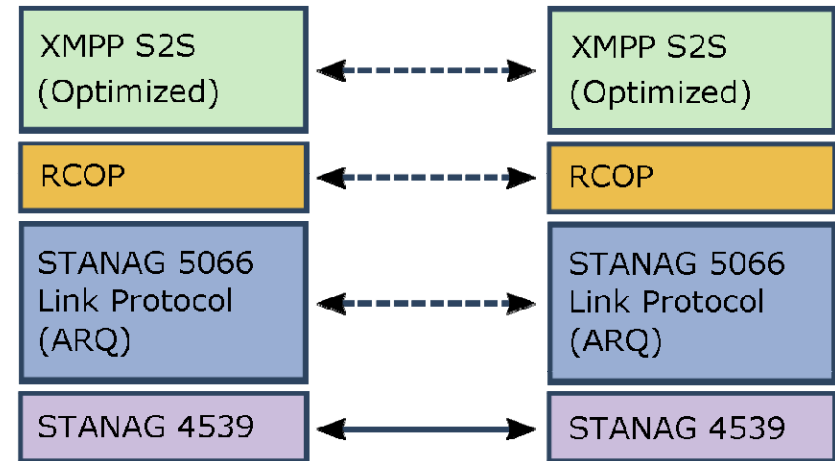 XMPP S2S
(Optimized)
XMPP S2S
(Optimized)
RCOP
RCOP
STANAG 5066
Link Protocol
(ARQ)
STANAG 5066
Link Protocol
(ARQ)
STANAG 4539
STANAG 4539